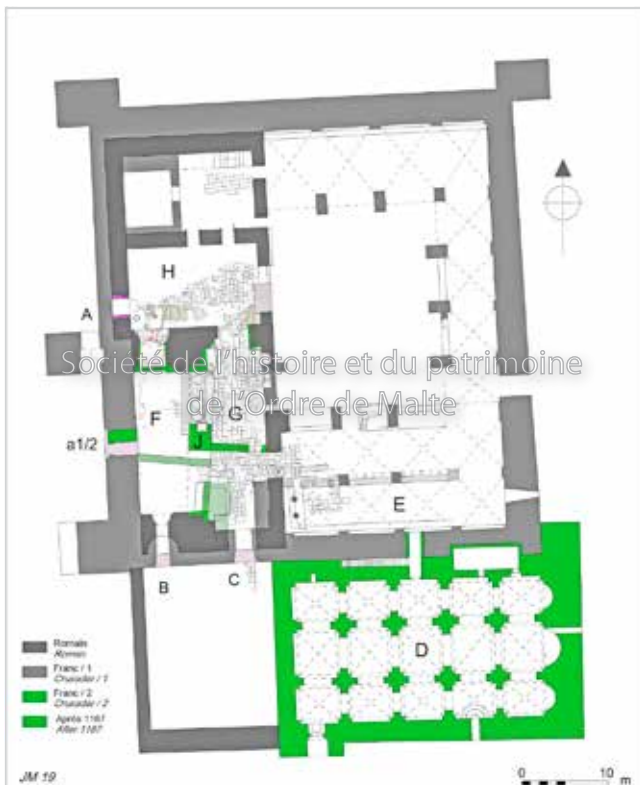 H
A
Société de l'histoire et du patrimoine
de l'Ordre de Malte
F
G
J
a1/2
E
B
C
D
Romain
Roman
Franc / 1
Crusader / 1
Franc / 2
Crusader / 2
Après 1187
After 1187
JM 19
0 10 m